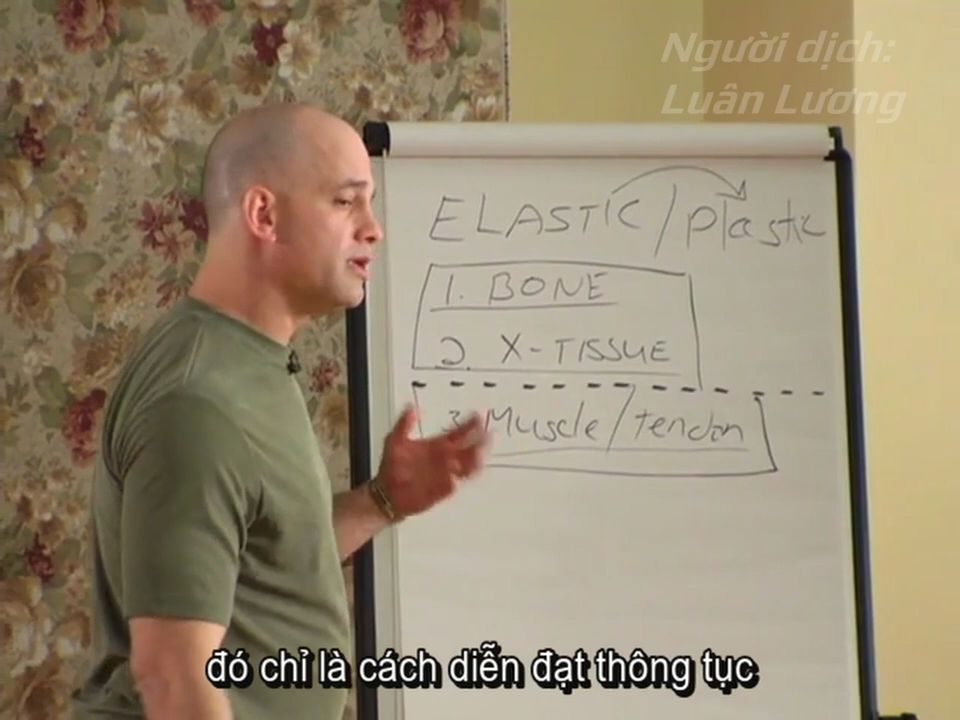 Người dịch:
Luân Lương
ELASTIC / plastic
1. BONE
2. X-TISSUE
3. Muscle / tendon
đó chỉ là cách diễn đạt thông tục